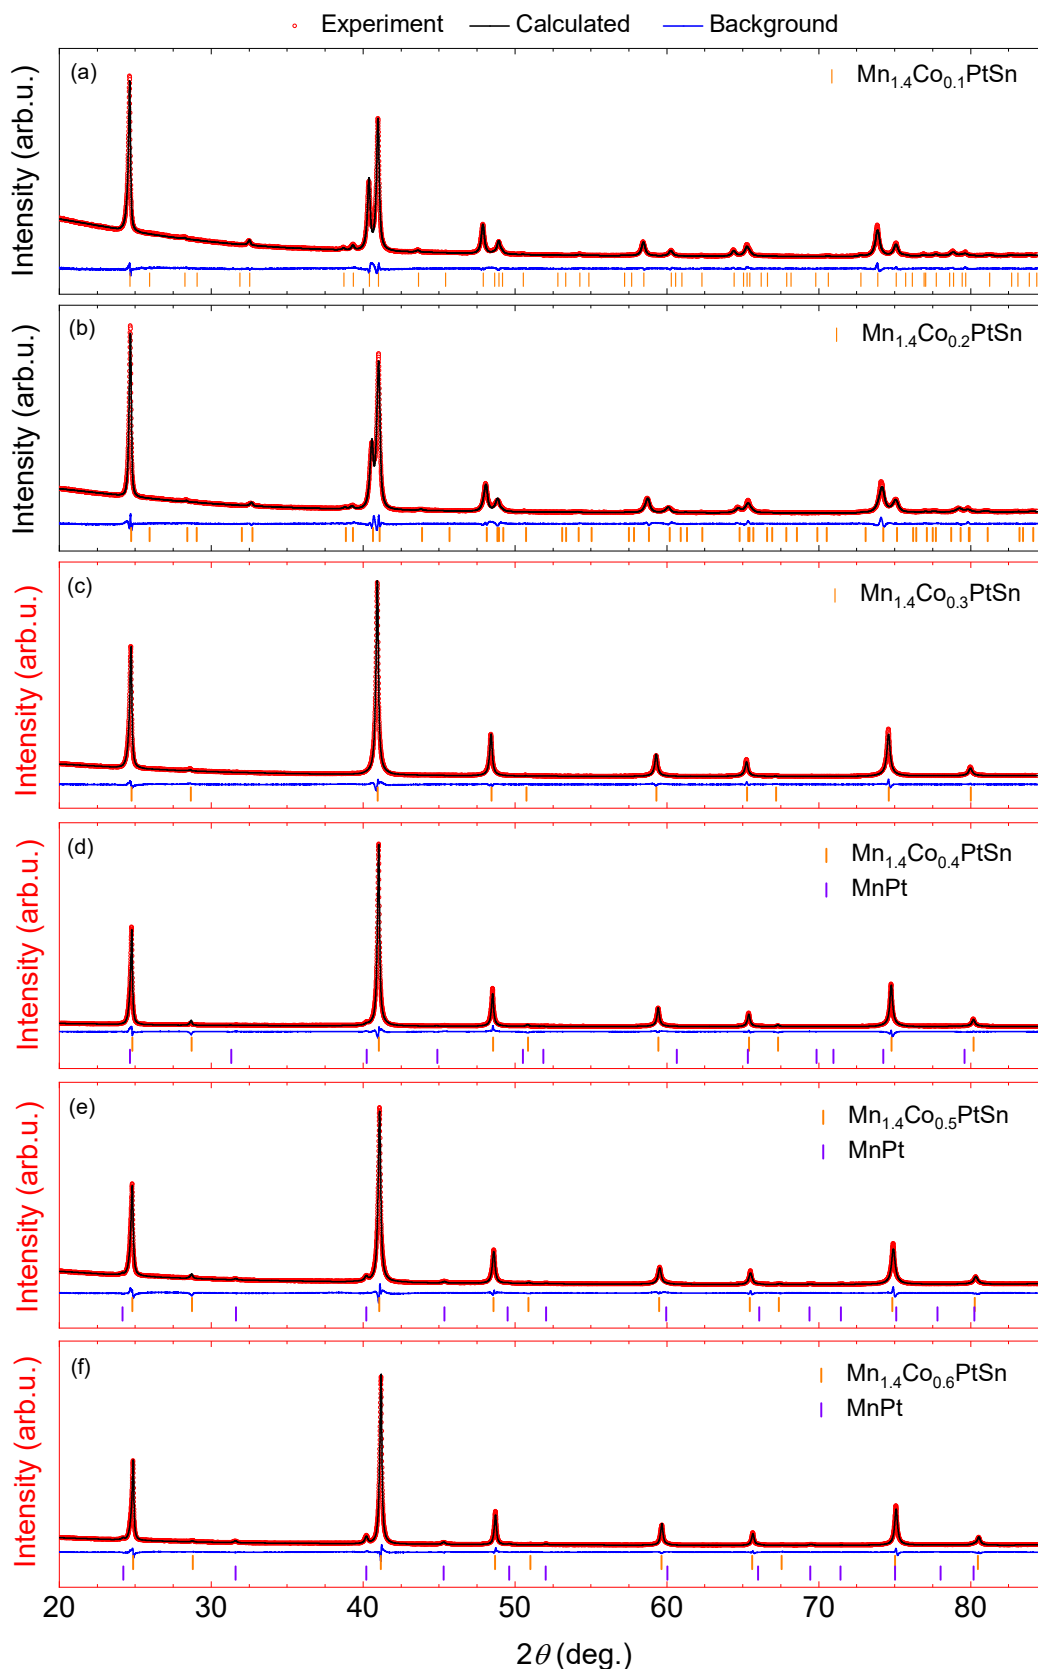 Experiment Calculated Background
(a) Mn₁.₄Co₀.₁PtSn
Intensity (arb.u.)
(b) Mn₁.₄Co₀.₂PtSn
Intensity (arb.u.)
(c) Mn₁.₄Co₀.₃PtSn
Intensity (arb.u.)
(d) Mn₁.₄Co₀.₄PtSn
MnPt
Intensity (arb.u.)
(e) Mn₁.₄Co₀.₅PtSn
MnPt
Intensity (arb.u.)
(f) Mn₁.₄Co₀.₆PtSn
MnPt
Intensity (arb.u.)
20 30 40 50 60 70 80
2θ (deg.)